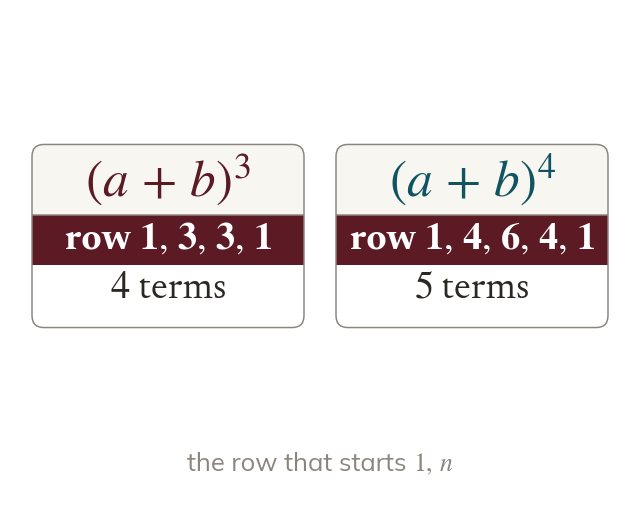 (a + b)³
row 1, 3, 3, 1
4 terms
(a + b)⁴
row 1, 4, 6, 4, 1
5 terms
the row that starts 1, n